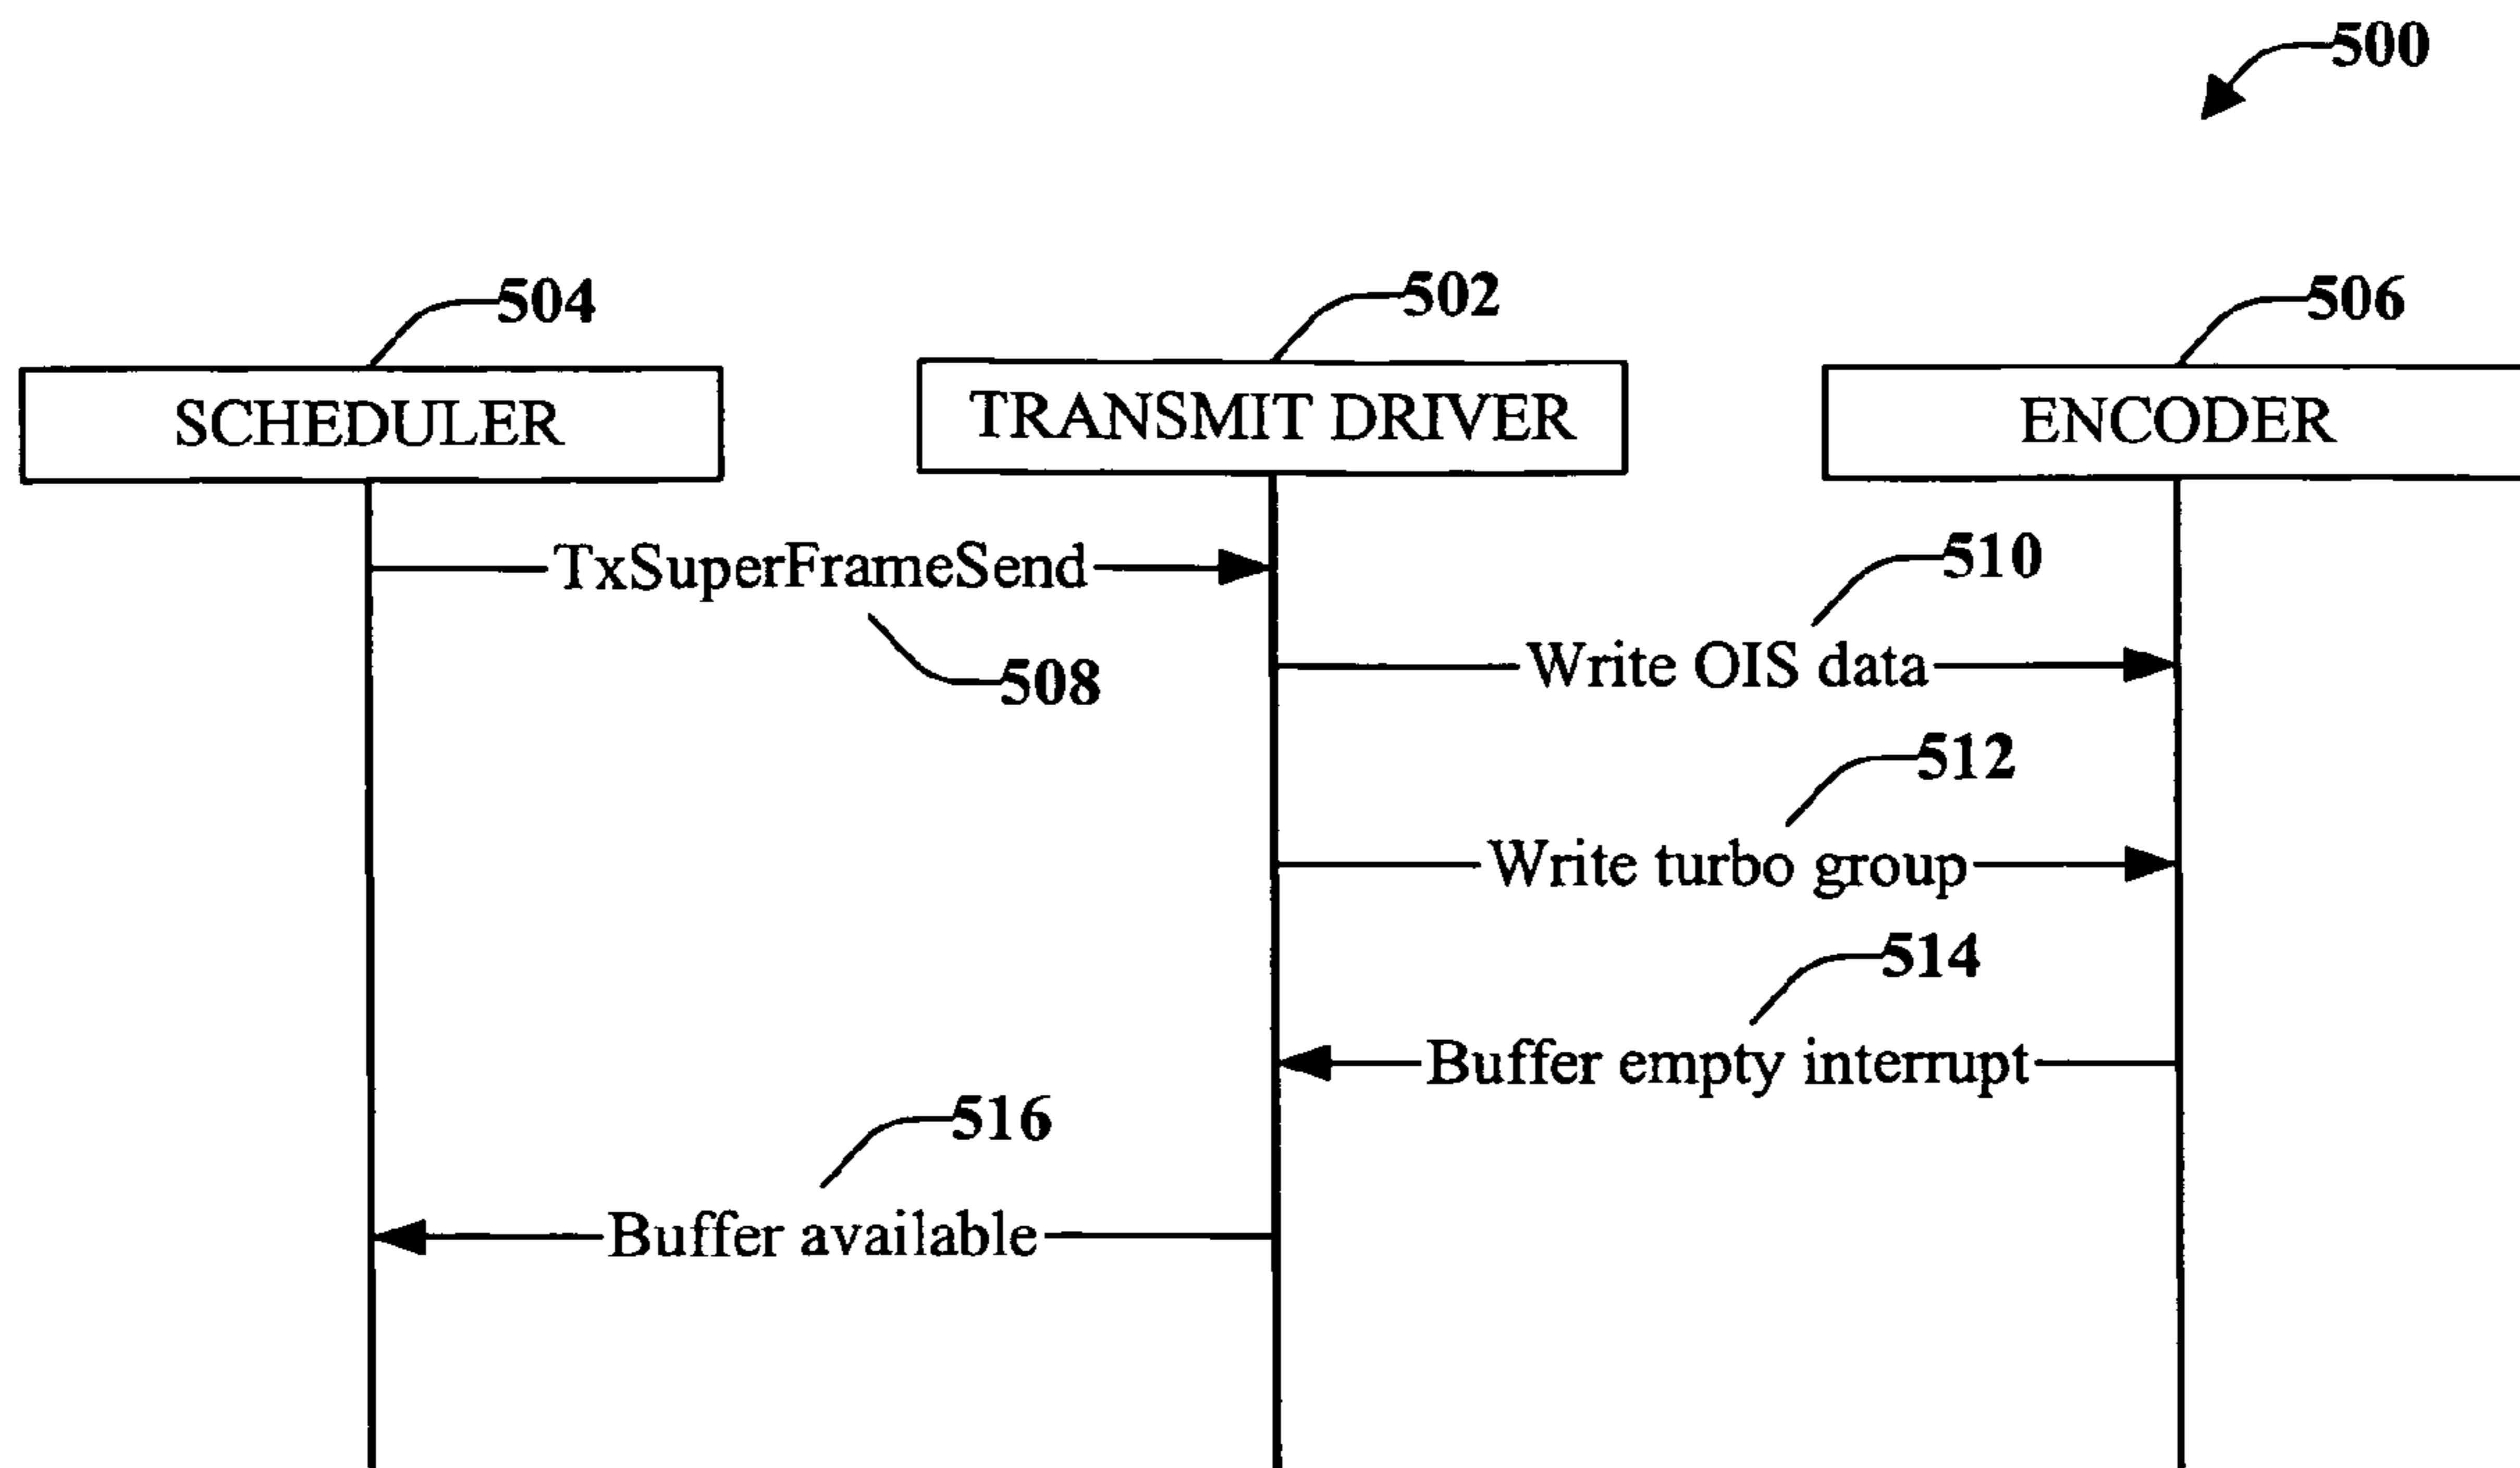 500
504
502
506
SCHEDULER
TRANSMIT DRIVER
ENCODER
510
TxSuperFrameSend
508
Write OIS data
512
Write turbo group
514
Buffer empty interrupt
516
Buffer available